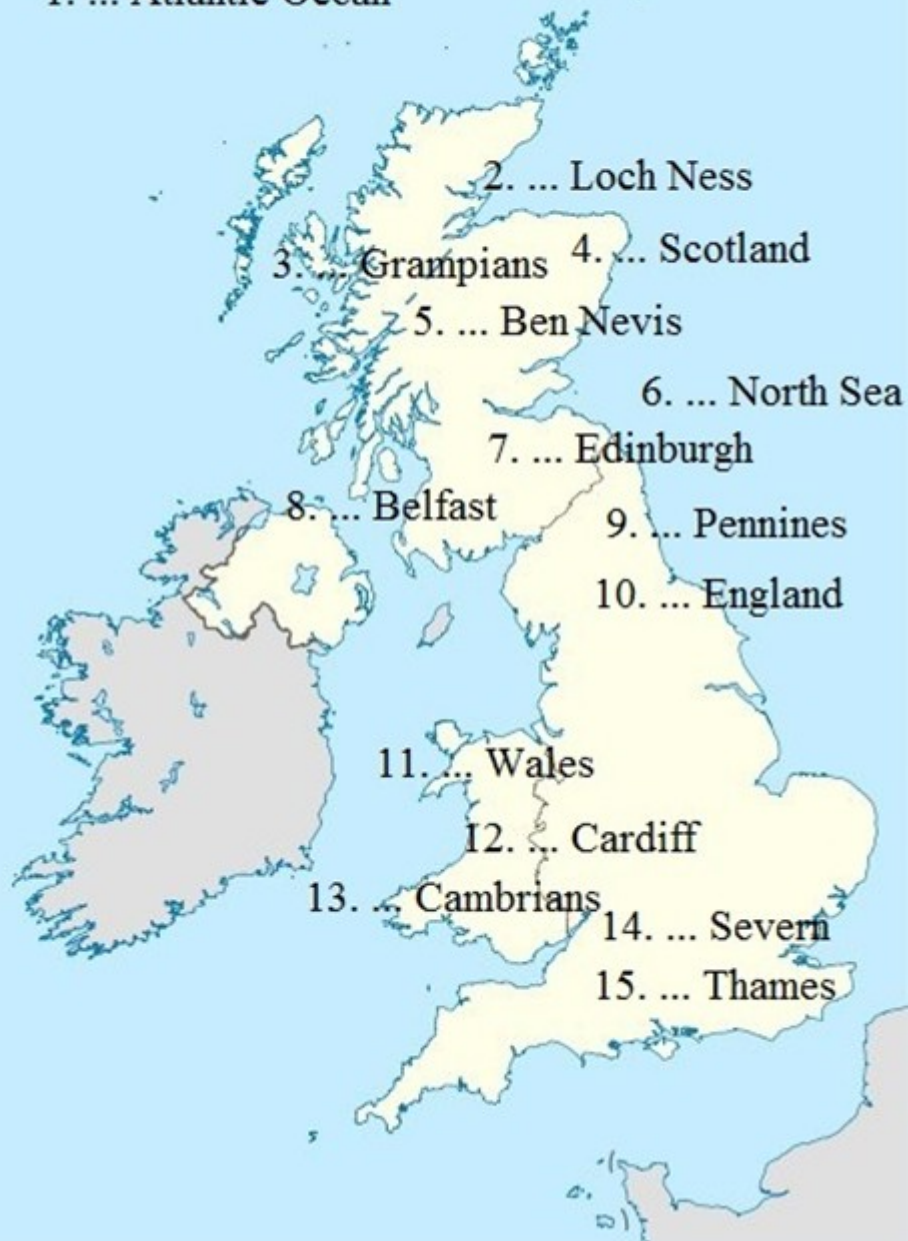 1. ... Atlantic Ocean
2. ... Loch Ness
3. ... Grampians
4. ... Scotland
5. ... Ben Nevis
6. ... North Sea
7. ... Edinburgh
8. ... Belfast
9. ... Pennines
10. ... England
11. ... Wales
12. ... Cardiff
13. ... Cambrians
14. ... Severn
15. ... Thames